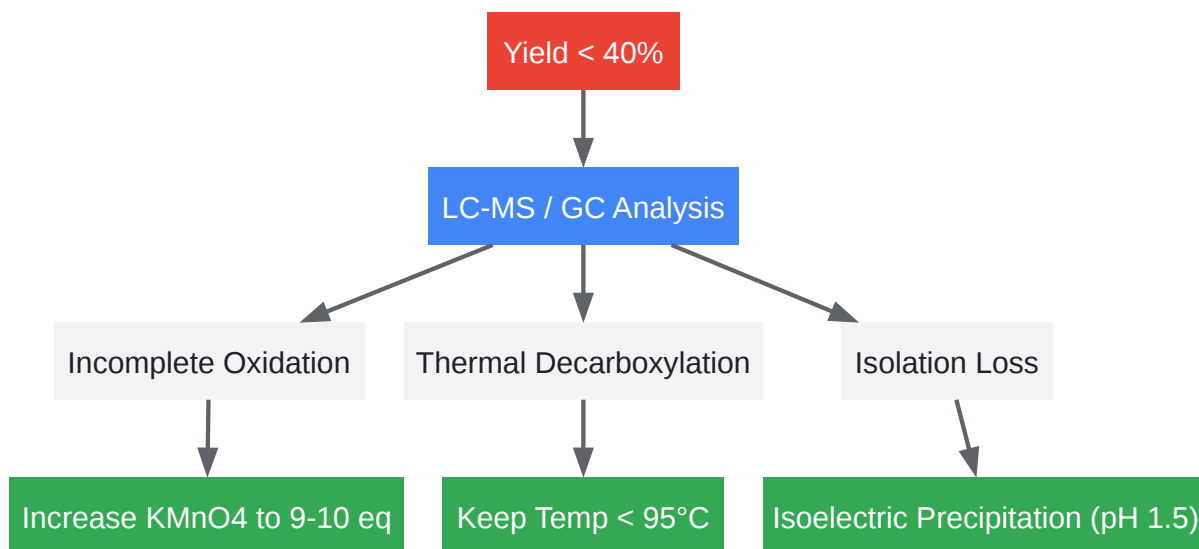 Yield < 40%
LC-MS / GC Analysis
Incomplete Oxidation
Thermal Decarboxylation
Isolation Loss
Increase KMnO4 to 9-10 eq
Keep Temp < 95°C
Isoelectric Precipitation (pH 1.5)